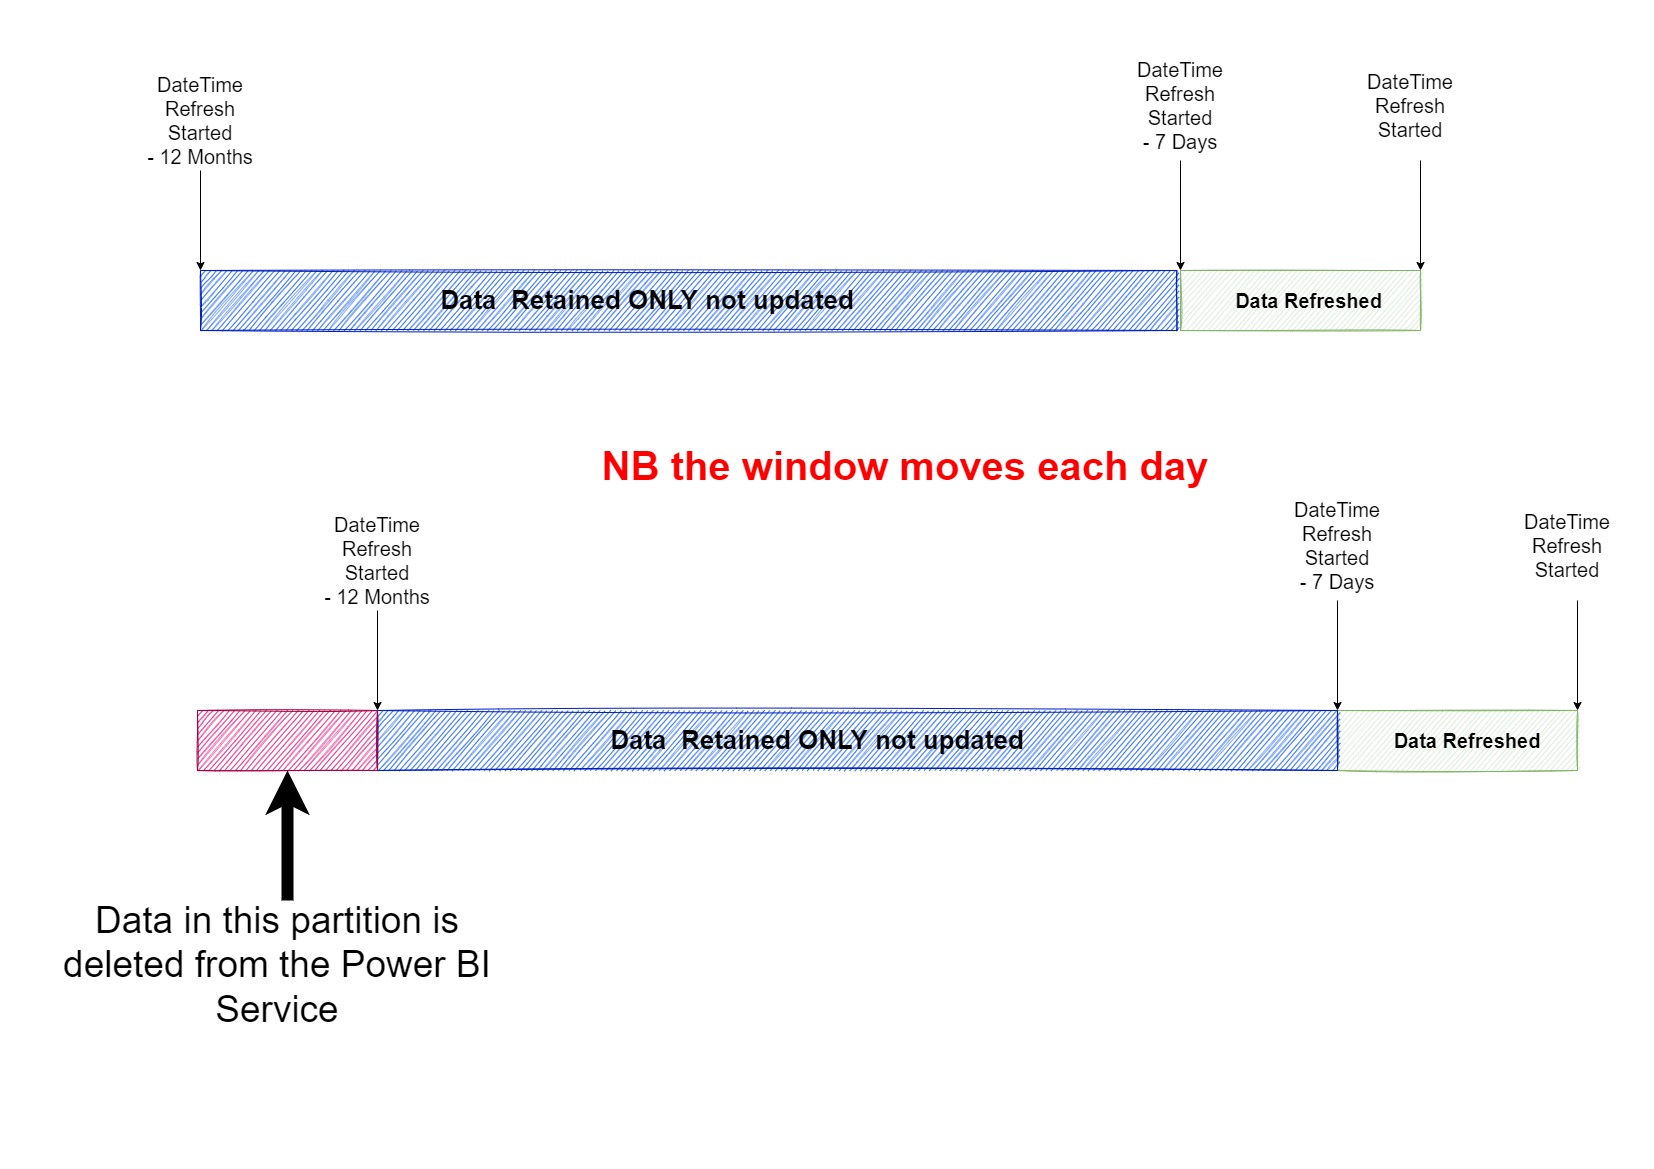 DateTime
Refresh
Started
- 12 Months
DateTime
Refresh
Started
- 7 Days
DateTime
Refresh
Started
Data  Retained ONLY not updated
Data Refreshed
NB the window moves each day
DateTime
Refresh
Started
- 12 Months
DateTime
Refresh
Started
- 7 Days
DateTime
Refresh
Started
Data  Retained ONLY not updated
Data Refreshed
Data in this partition is
deleted from the Power BI
Service